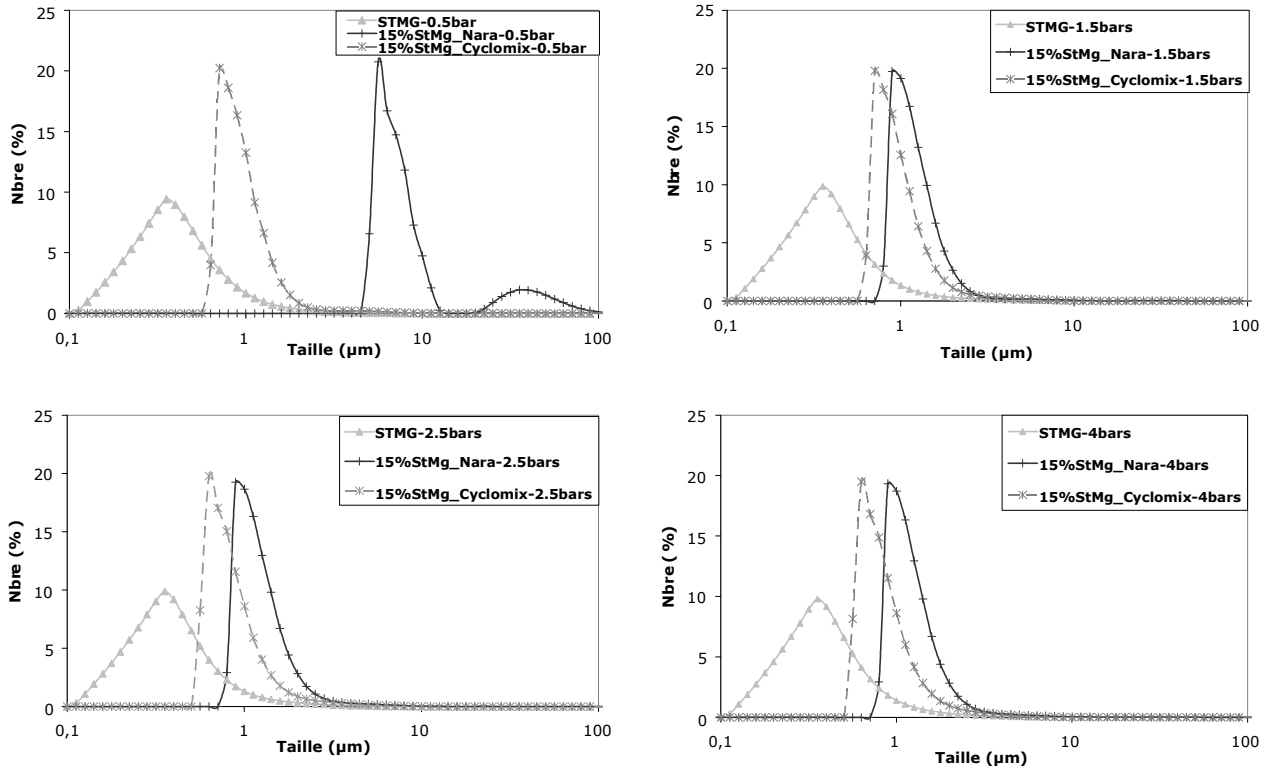 STMG-0.5bar
15%StMg_Nara-0.5bar
15%StMg_Cyclomix-0.5bar
25
20
15
10
5
0
Nbre (%)
0,1
1
10
100
Taille (µm)
STMG-1.5bars
15%StMg_Nara-1.5bars
15%StMg_Cyclomix-1.5bars
25
20
15
10
5
0
Nbre (%)
0,1
1
10
100
Taille (µm)
STMG-2.5bars
15%StMg_Nara-2.5bars
15%StMg_Cyclomix-2.5bars
25
20
15
10
5
0
Nbre (%)
0,1
1
10
100
Taille (µm)
STMG-4bars
15%StMg_Nara-4bars
15%StMg_Cyclomix-4bars
25
20
15
10
5
0
Nbre ( %)
0,1
1
10
100
Taille (µm)